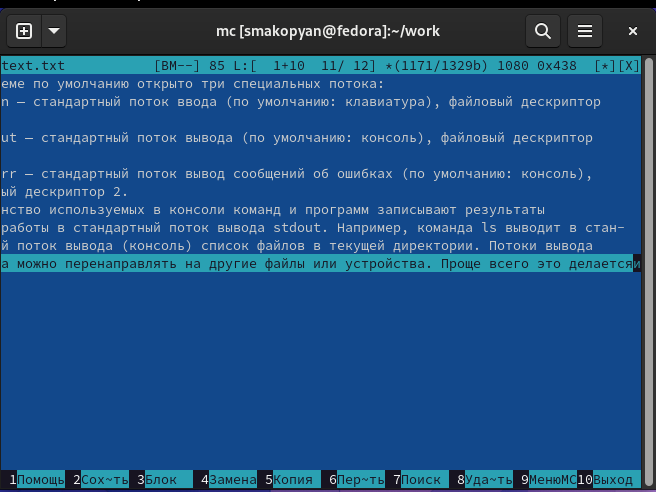 mc [smakopyan@fedora]:~/work
text.txt [BM--] 85 L:[ 1+10 11/ 12] *(1171/1329b) 1080 0x438 [*][X]
еме по умолчанию открыто три специальных потока:
n — стандартный поток ввода (по умолчанию: клавиатура), файловый дескриптор
ut — стандартный поток вывода (по умолчанию: консоль), файловый дескриптор
rr — стандартный поток вывод сообщений об ошибках (по умолчанию: консоль),
ый дескриптор 2.
нство используемых в консоли команд и программ записывают результаты
работы в стандартный поток вывода stdout. Например, команда ls выводит в стан-
й поток вывода (консоль) список файлов в текущей директории. Потоки вывода
а можно перенаправлять на другие файлы или устройства. Проще всего это делаетсяи
1Помощь 2Сох~ть 3Блок 4Замена 5Копия 6Пер~ть 7Поиск 8Уда~ть 9МенюMC 10Выход